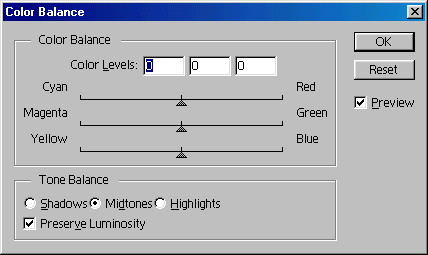 Color Balance
Color Balance
Color Levels: 0 0 0
Cyan Red
Magenta Green
Yellow Blue
Tone Balance
Shadows Midtones Highlights
Preserve Luminosity
OK
Reset
Preview